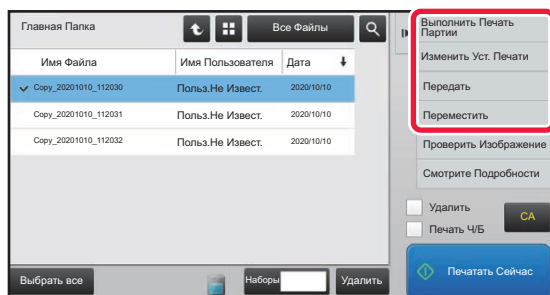 Главная Папка
Все Файлы
Имя Файла
Имя Пользователя
Дата
Copy_20201010_112030
Польз.Не Извест.
2020/10/10
Copy_20201010_112031
Польз.Не Извест.
2020/10/10
Copy_20201010_112032
Польз.Не Извест.
2020/10/10
Выбрать все
Наборы
Удалить
Выполнить Печать
Партии
Изменить Уст. Печати
Передать
Переместить
Проверить Изображение
Смотрите Подробности
Удалить
Печать Ч/Б
CA
Печатать Сейчас